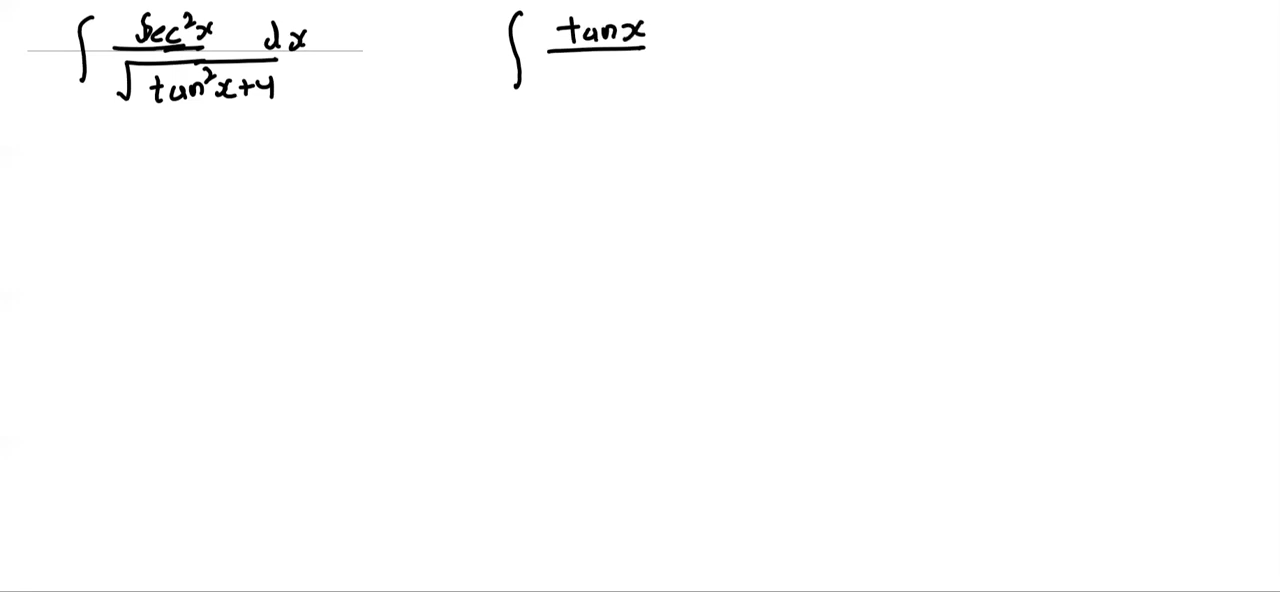 ∫ sec²x / √(tan²x+4) dx
∫ tanx /